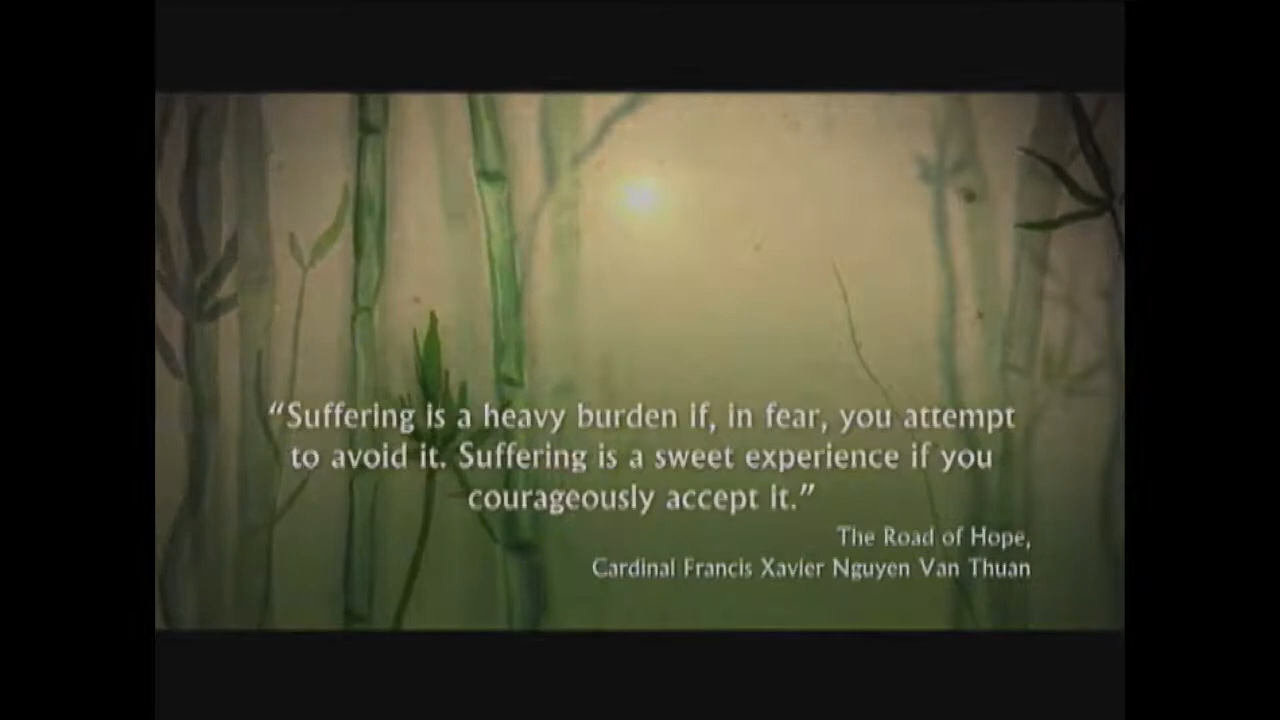 “Suffering is a heavy burden if, in fear, you attempt
to avoid it. Suffering is a sweet experience if you
courageously accept it.”
The Road of Hope,
Cardinal Francis Xavier Nguyen Van Thuan